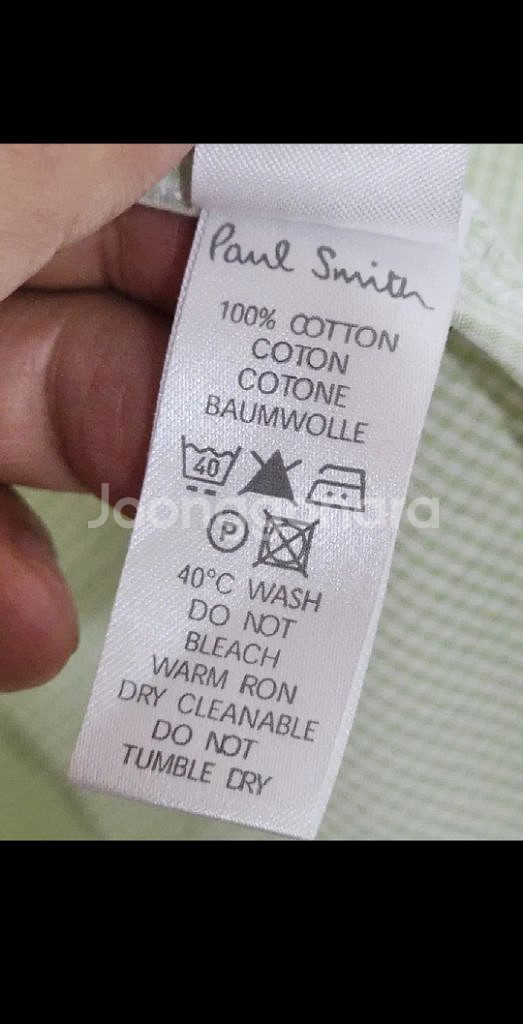 Paul Smith
100% COTTON
COTON
COTONE
BAUMWOLLE
40
P
Joonggonara
40°C WASH
DO NOT
BLEACH
WARM RON
DRY CLEANABLE
DO NOT
TUMBLE DRY